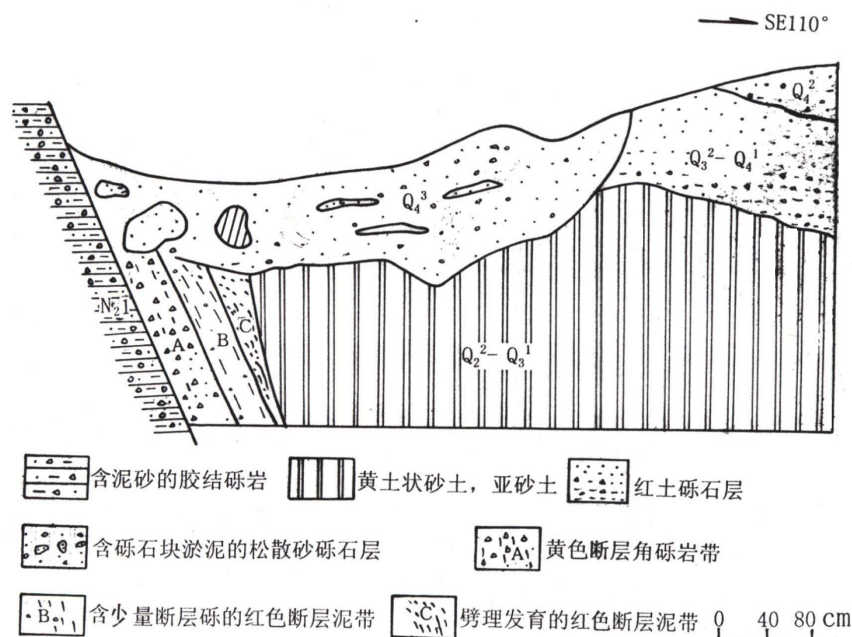 SE110°
Q₄²
Q₃²－Q₄¹
Q₄³
N₂1
A
B
C
Q₂²－Q₃¹
含泥砂的胶结砾岩
黄土状砂土，亚砂土
红土砾石层
含砾石块淤泥的松散砂砾石层
A 黄色断层角砾岩带
B 含少量断层砾的红色断层泥带
C 劈理发育的红色断层泥带
0 40 80 cm